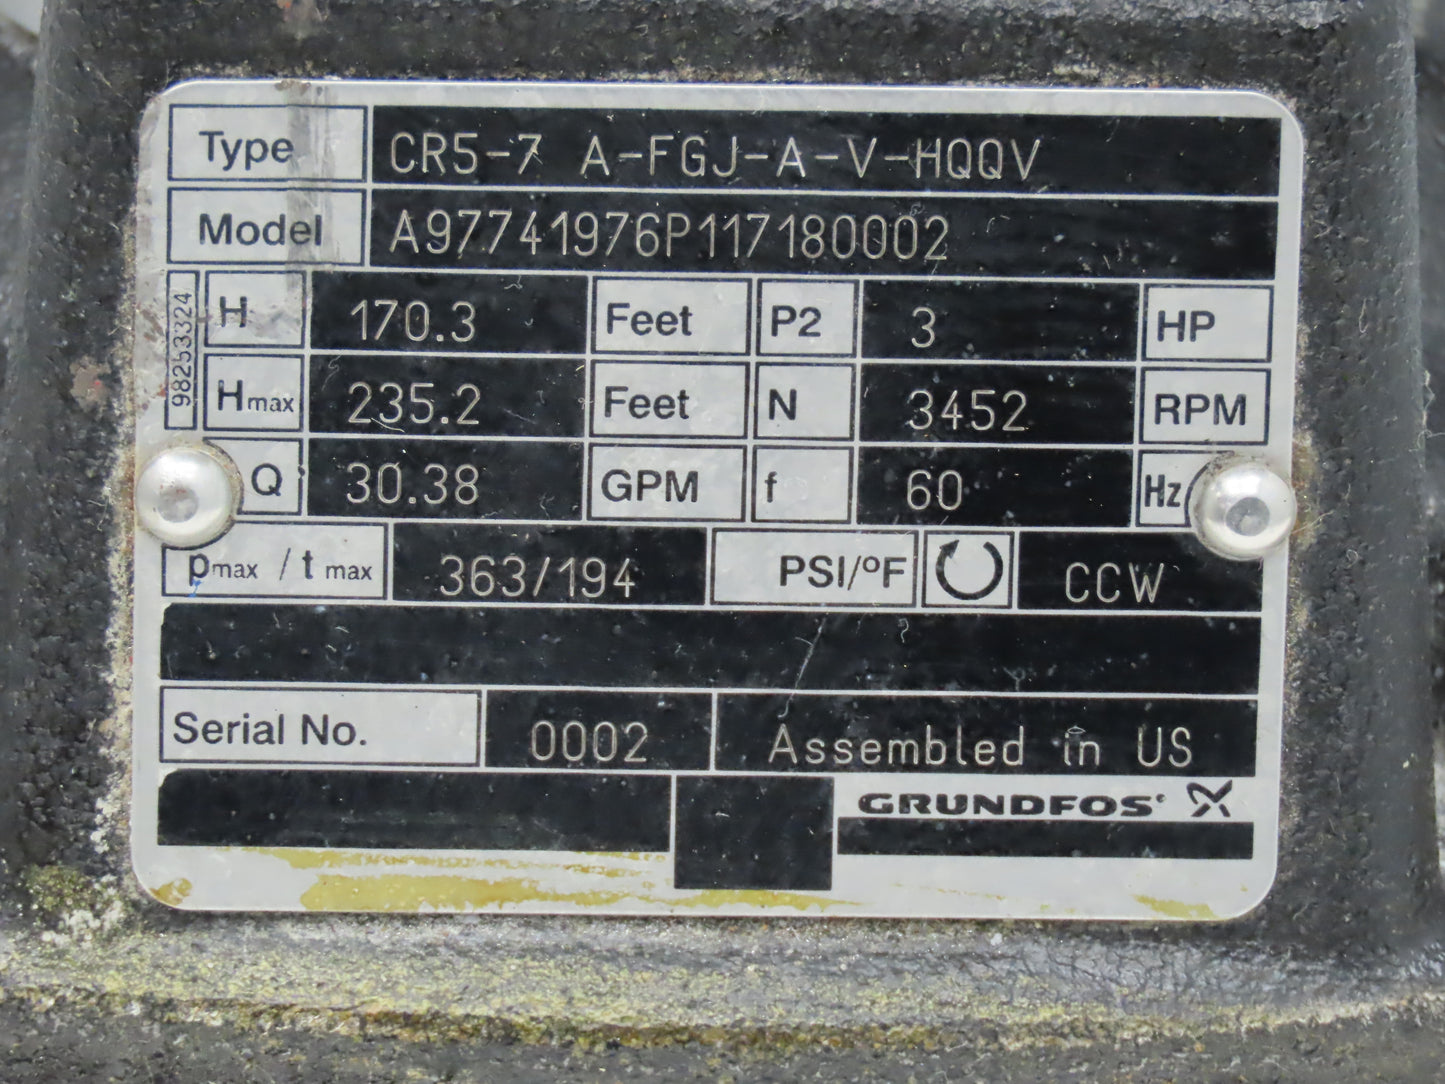 Type CR5-7 A-FGJ-A-V-HQQV
Model A97741976P117180002
98253324
H 170.3 Feet P2 3 HP
Hmax 235.2 Feet N 3452 RPM
Q 30.38 GPM f 60 Hz
pmax / t max 363/194 PSI/°F CCW
Serial No. 0002 Assembled in US
GRUNDFOS